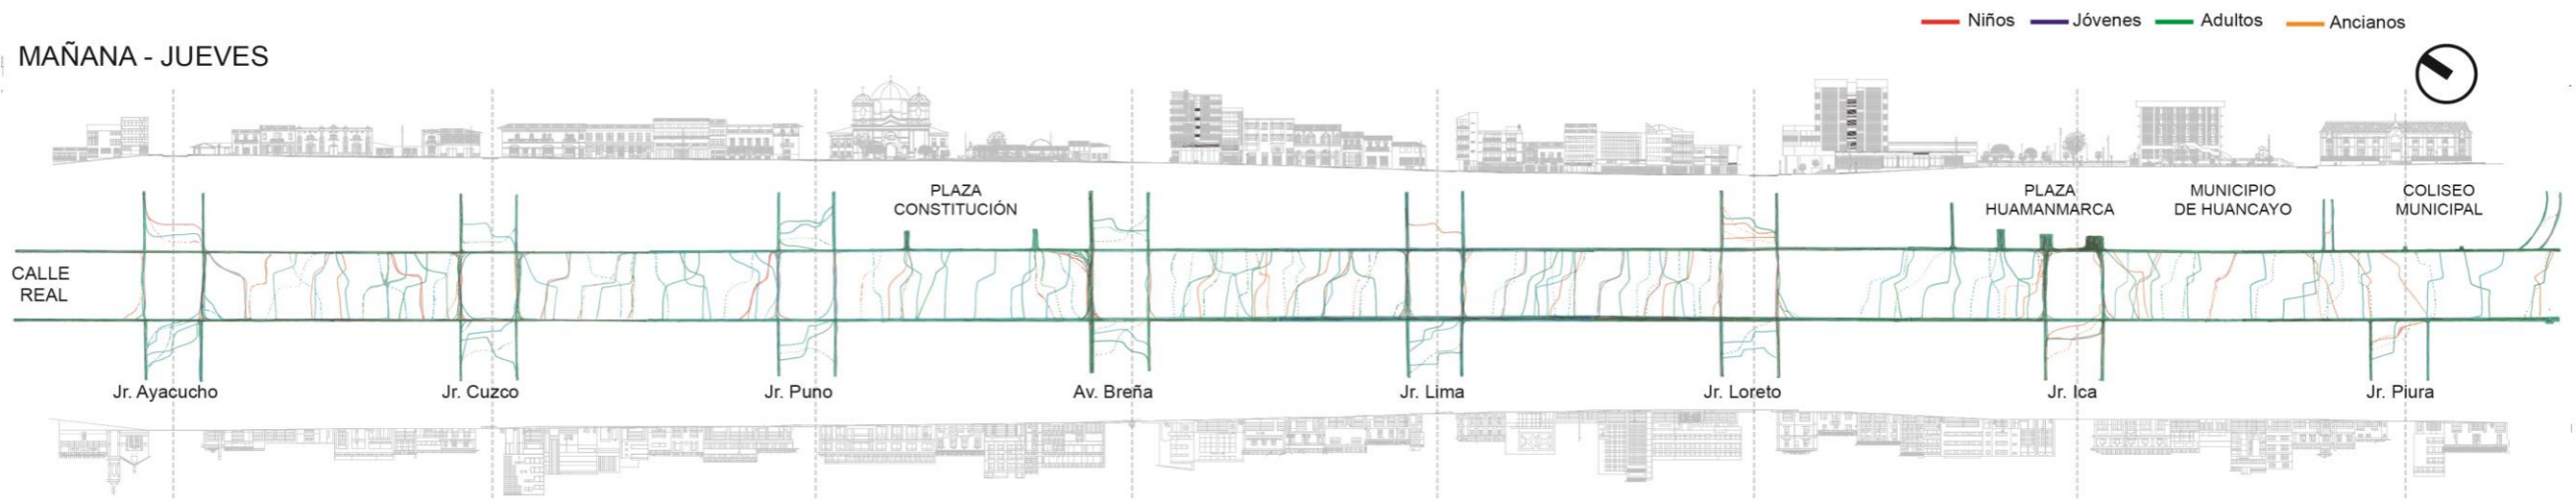 Niños Jóvenes Adultos Ancianos
MAÑANA - JUEVES
PLAZA
CONSTITUCIÓN
PLAZA
HUAMANMARCA
MUNICIPIO
DE HUANCAYO
COLISEO
MUNICIPAL
CALLE
REAL
Jr. Ayacucho Jr. Cuzco Jr. Puno Av. Breña Jr. Lima Jr. Loreto Jr. Ica Jr. Piura